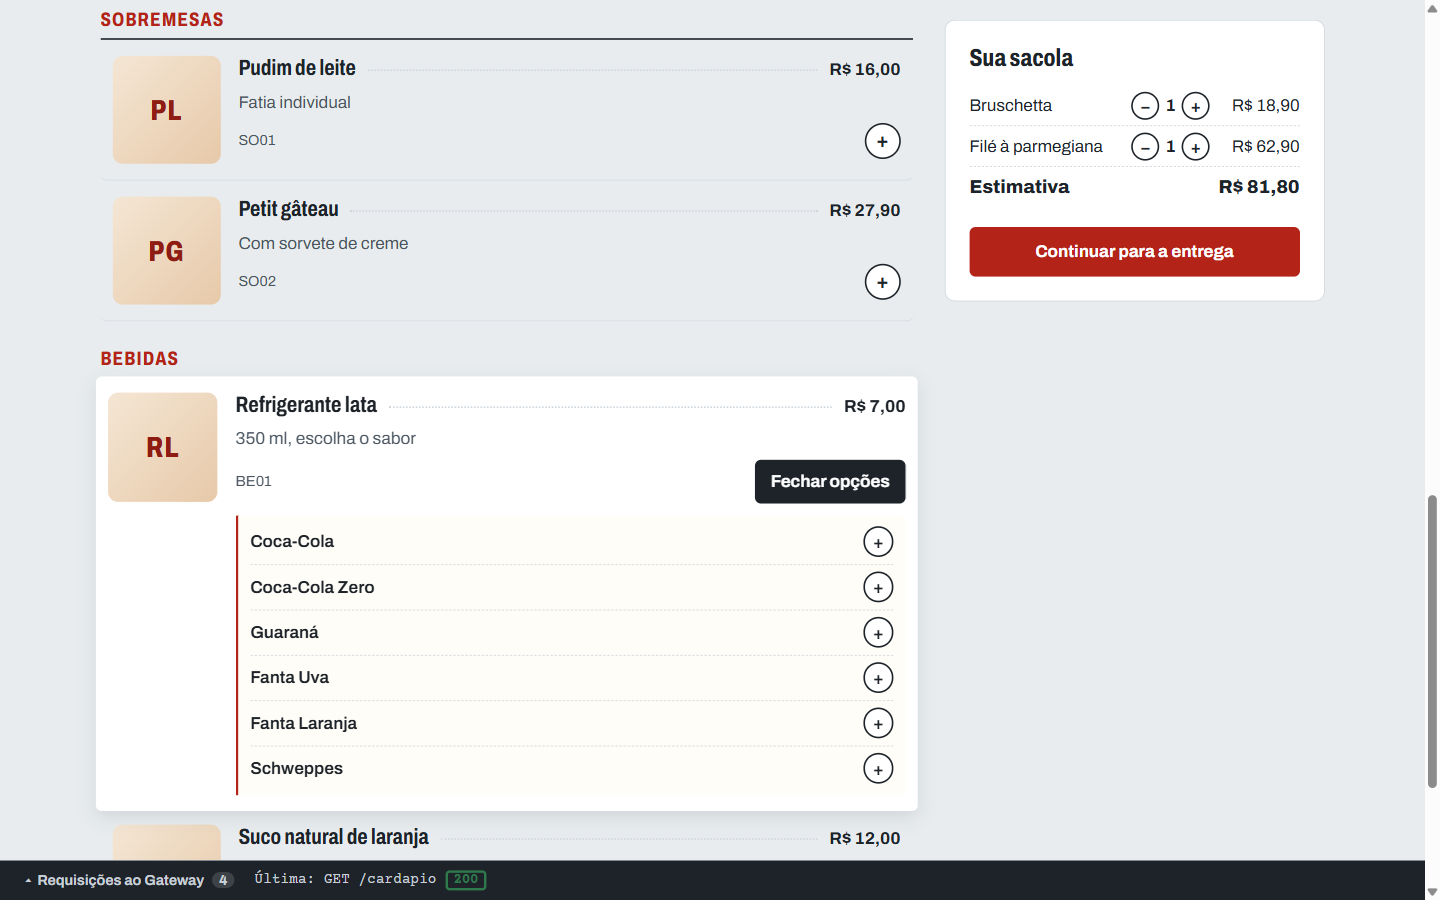 SOBREMESAS
PL
Pudim de leite R$ 16,00
Fatia individual
SO01
+
PG
Petit gâteau R$ 27,90
Com sorvete de creme
SO02
+
BEBIDAS
RL
Refrigerante lata R$ 7,00
350 ml, escolha o sabor
BE01
Fechar opções
Coca-Cola +
Coca-Cola Zero +
Guaraná +
Fanta Uva +
Fanta Laranja +
Schweppes +
Suco natural de laranja R$ 12,00
Sua sacola
Bruschetta − 1 + R$ 18,90
Filé à parmegiana − 1 + R$ 62,90
Estimativa R$ 81,80
Continuar para a entrega
Requisições ao Gateway 4 Última: GET /cardapio 200